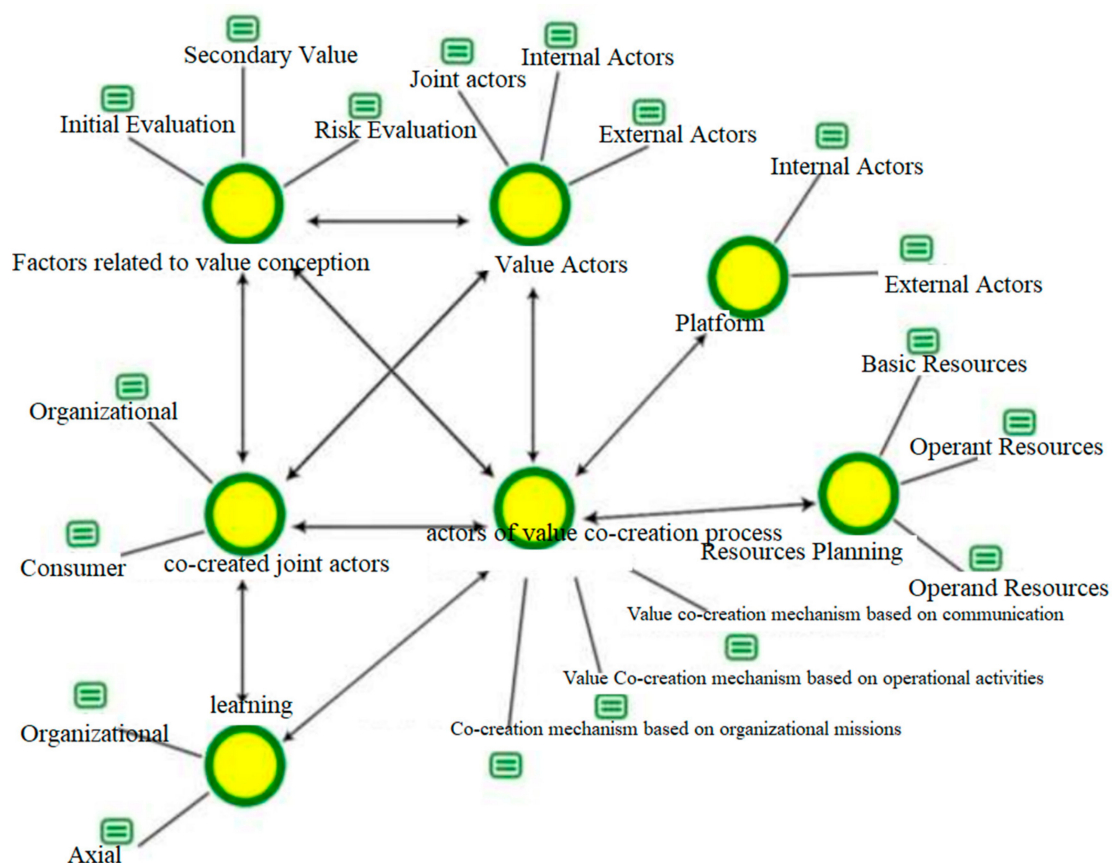 Secondary Value
Internal Actors
Joint actors
Initial Evaluation
Risk Evaluation
External Actors
Internal Actors
Factors related to value conception
Value Actors
External Actors
Platform
Basic Resources
Organizational
Operant Resources
actors of value co-creation process
Resources Planning
Consumer
co-created joint actors
Operand Resources
Value co-creation mechanism based on communication
Value Co-creation mechanism based on operational activities
learning
Organizational
Co-creation mechanism based on organizational missions
Axial